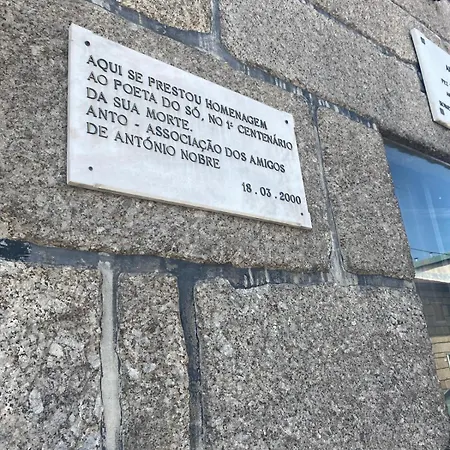 AQUI SE PRESTOU HOMENAGEM
AO POETA DO SÓ, NO 1º CENTENÁRIO
DA SUA MORTE.
ANTO - ASSOCIAÇÃO DOS AMIGOS
DE ANTÓNIO NOBRE
18.03.2000